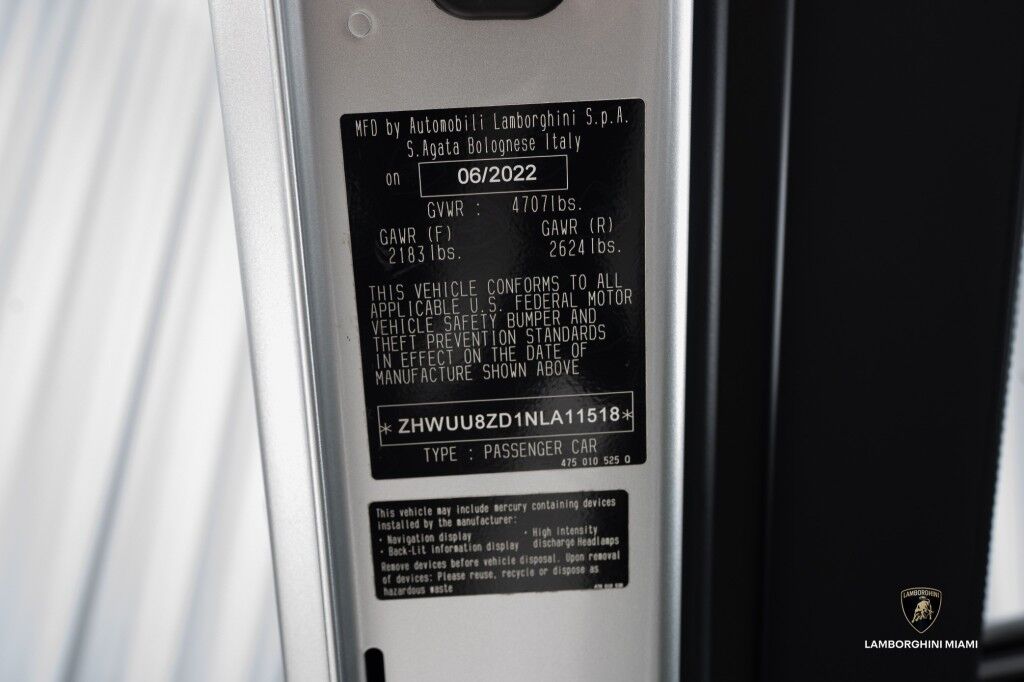 MFD by Automobili Lamborghini S.p.A.
S.Agata Bolognese Italy
on 06/2022
GVWR : 4707lbs.
GAWR (F) GAWR (R)
2183lbs. 2624lbs.
THIS VEHICLE CONFORMS TO ALL
APPLICABLE U.S. FEDERAL MOTOR
VEHICLE SAFETY BUMPER AND
THEFT PREVENTION STANDARDS
IN EFFECT ON THE DATE OF
MANUFACTURE SHOWN ABOVE
* ZHWUU8ZD1NLA11518 *
TYPE : PASSENGER CAR
475 010 525 Q
This vehicle may include mercury containing devices
installed by the manufacturer:
· Navigation display · High intensity
· Back-Lit information display discharge Headlamps
Remove devices before vehicle disposal. Upon removal
of devices: Please reuse, recycle or dispose as
hazardous waste
LAMBORGHINI
LAMBORGHINI MIAMI